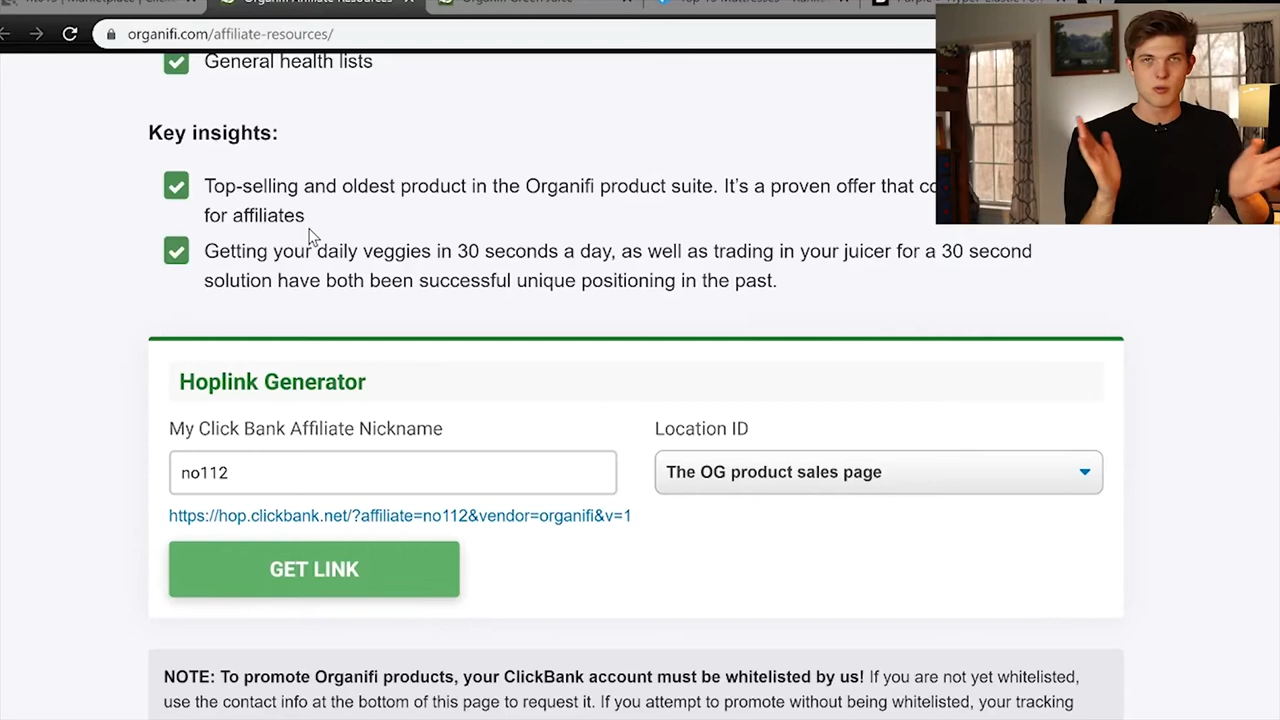 Organifi Affiliate Resources
Organifi Green Juice
organifi.com/affiliate-resources/
General health lists
Key insights:
Top-selling and oldest product in the Organifi product suite. It's a proven offer that
for affiliates
Getting your daily veggies in 30 seconds a day, as well as trading in your juicer for a 30 second
solution have both been successful unique positioning in the past.
Hoplink Generator
My Click Bank Affiliate Nickname
Location ID
no112
The OG product sales page
https://hop.clickbank.net/?affiliate=no112&vendor=organifi&v=1
GET LINK
NOTE: To promote Organifi products, your ClickBank account must be whitelisted by us! If you are not yet whitelisted,
use the contact info at the bottom of this page to request it. If you attempt to promote without being whitelisted, your tracking